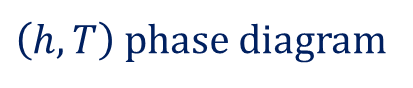 (h, T) phase diagram